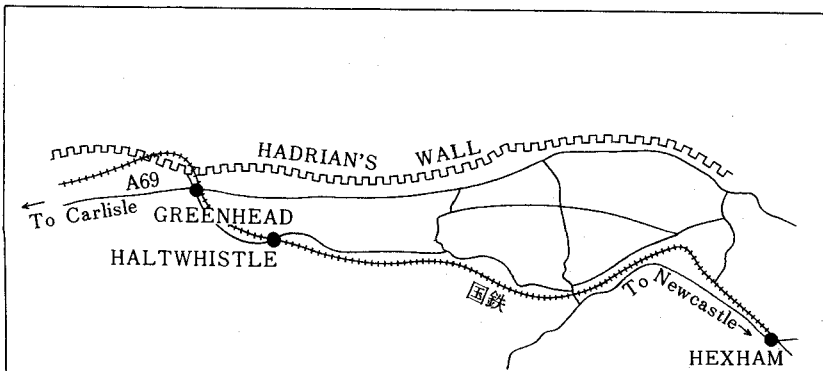 HADRIAN'S WALL
A69
To Carlisle
GREENHEAD
HALTWHISTLE
国鉄
To Newcastle
HEXHAM